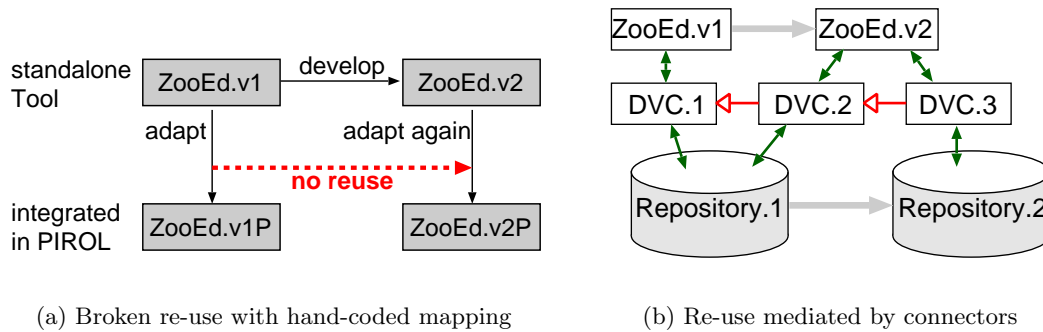 standalone
Tool
ZooEd.v1
develop
ZooEd.v2
adapt
adapt again
no reuse
integrated
in PIROL
ZooEd.v1P
ZooEd.v2P
(a) Broken re-use with hand-coded mapping
ZooEd.v1
ZooEd.v2
DVC.1
DVC.2
DVC.3
Repository.1
Repository.2
(b) Re-use mediated by connectors